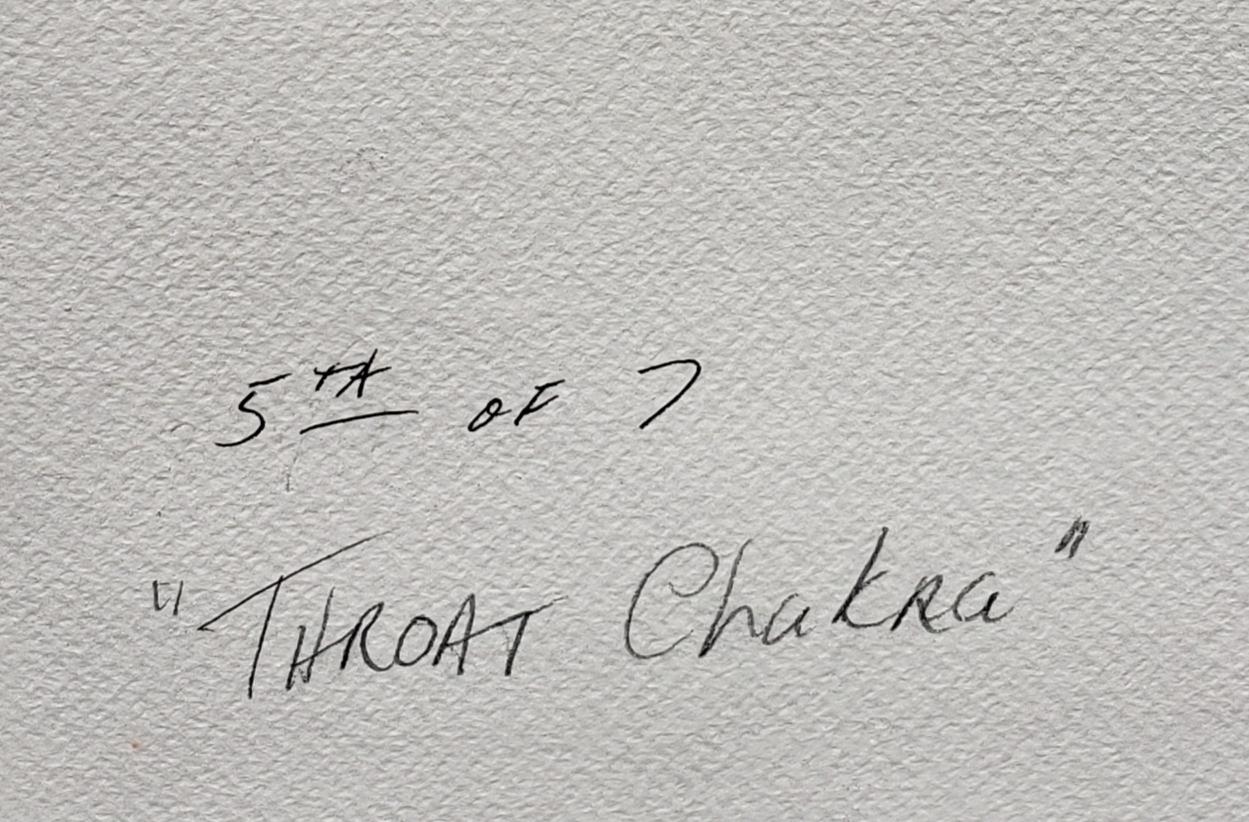 5TH OF 7
"THROAT ChakRa"